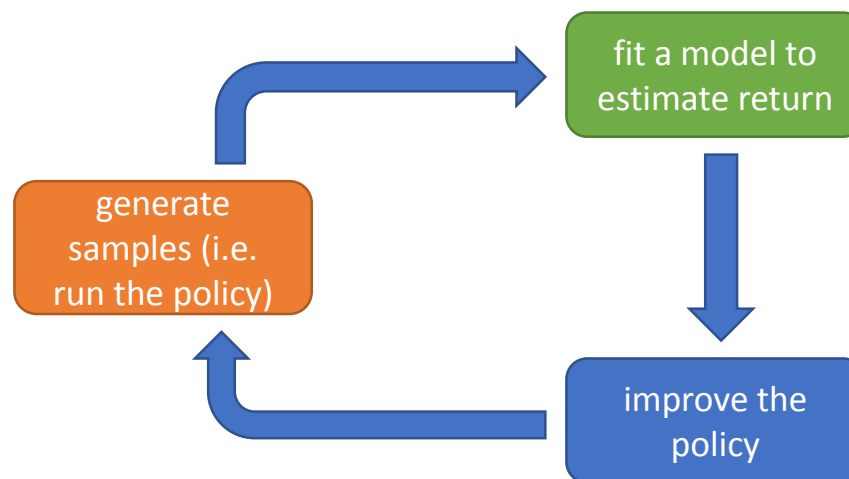 fit a model to
estimate return
generate
samples (i.e.
run the policy)
improve the
policy